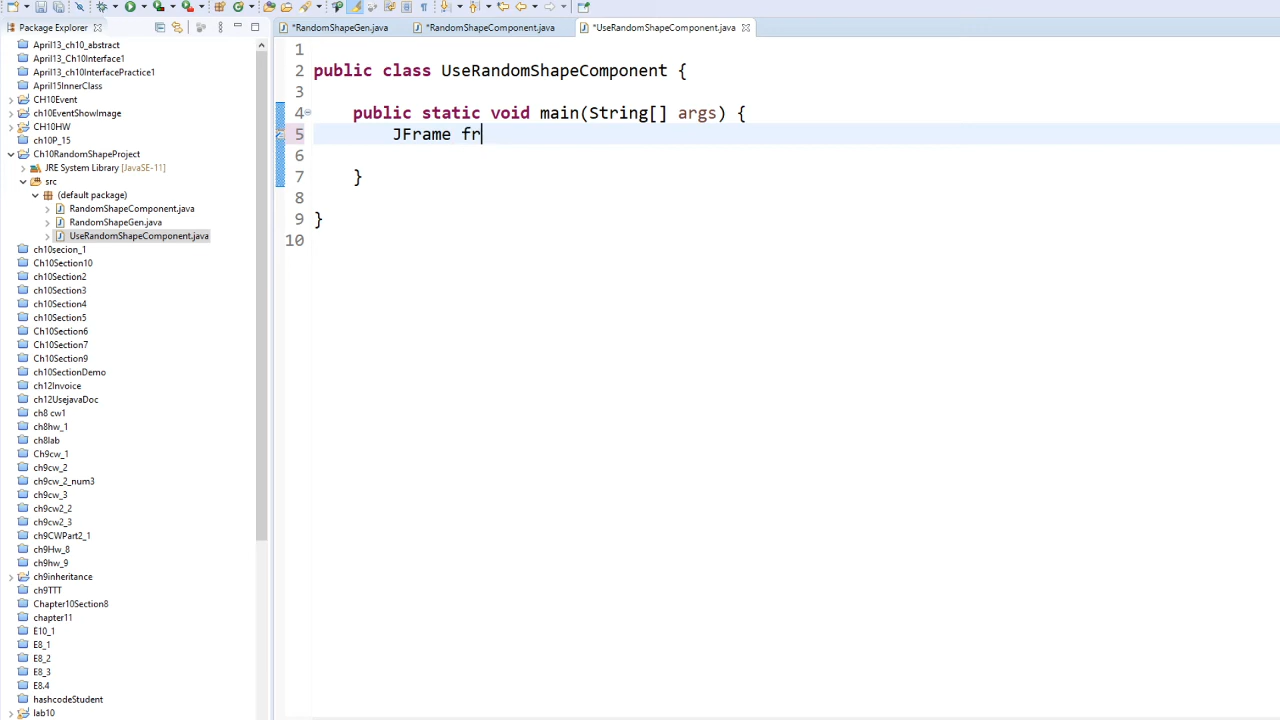 Package Explorer
*RandomShapeGen.java
*RandomShapeComponent.java
*UseRandomShapeComponent.java
April13_ch10_abstract
April13_Ch10Interface1
April13_ch10InterfacePractice1
April15InnerClass
CH10Event
ch10EventShowImage
CH10HW
ch10P_15
Ch10RandomShapeProject
JRE System Library [JavaSE-11]
src
(default package)
RandomShapeComponent.java
RandomShapeGen.java
UseRandomShapeComponent.java
ch10secion_1
Ch10Section10
ch10Section2
ch10Section3
ch10Section4
ch10Section5
Ch10Section6
Ch10Section7
Ch10Section9
ch10SectionDemo
ch12Invoice
ch12UsejavaDoc
ch8 cw1
ch8hw_1
ch8lab
Ch9cw_1
ch9cw_2
ch9cw_2_num3
ch9cw_3
ch9cw2_2
ch9cw2_3
ch9CWPart2_1
ch9Hw_8
ch9hw_9
ch9inheritance
ch9TTT
Chapter10Section8
chapter11
E10_1
E8_1
E8_2
E8_3
E8.4
hashcodeStudent
lab10
1
2 public class UseRandomShapeComponent {
3
4 public static void main(String[] args) {
5 JFrame fr
6
7 }
8
9 }
10